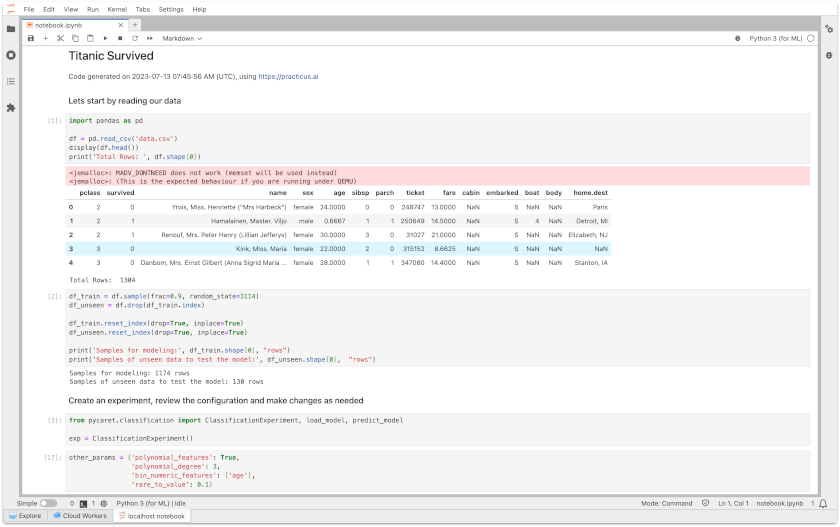 File Edit View Run Kernel Tabs Settings Help
notebook.ipynb
Markdown
Python 3 (for ML)
Titanic Survived
Code generated on 2023-07-13 07:45:56 AM (UTC), using https://practicus.ai
Lets start by reading our data
[1]: import pandas as pd
df = pd.read_csv('data.csv')
display(df.head())
print('Total Rows: ', df.shape[0])
<jemalloc>: MADV_DONTNEED does not work (memset will be used instead)
<jemalloc>: (This is the expected behaviour if you are running under QEMU)
pclass survived name sex age sibsp parch ticket fare cabin embarked boat body home.dest
0 2 0 Yrois, Miss. Henriette ("Mrs Harbeck") female 24.0000 0 0 248747 13.0000 NaN S NaN NaN Paris
1 2 1 Hamalainen, Master. Viljo male 0.6667 1 1 250649 14.5000 NaN S 4 NaN Detroit, MI
2 2 1 Renouf, Mrs. Peter Henry (Lillian Jefferys) female 30.0000 3 0 31027 21.0000 NaN S NaN NaN Elizabeth, NJ
3 3 0 Kink, Miss. Maria female 22.0000 2 0 315152 8.6625 NaN S NaN NaN NaN
4 3 0 Danbom, Mrs. Ernst Gilbert (Anna Sigrid Maria ... female 28.0000 1 1 347080 14.4000 NaN S NaN NaN Stanton, IA
Total Rows: 1304
[2]: df_train = df.sample(frac=0.9, random_state=3114)
df_unseen = df.drop(df_train.index)
df_train.reset_index(drop=True, inplace=True)
df_unseen.reset_index(drop=True, inplace=True)
print('Samples for modeling:', df_train.shape[0], "rows")
print('Samples of unseen data to test the model:', df_unseen.shape[0], "rows")
Samples for modeling: 1174 rows
Samples of unseen data to test the model: 130 rows
Create an experiment, review the configuration and make changes as needed
[3]: from pycaret.classification import ClassificationExperiment, load_model, predict_model
exp = ClassificationExperiment()
[17]: other_params = {'polynomial_features': True,
'polynomial_degree': 3,
'bin_numeric_features': ['age'],
'rare_to_value': 0.1}
Simple 0 1 Python 3 (for ML) | Idle Mode: Command Ln 1, Col 1 notebook.ipynb 1
Explore Cloud Workers localhost notebook